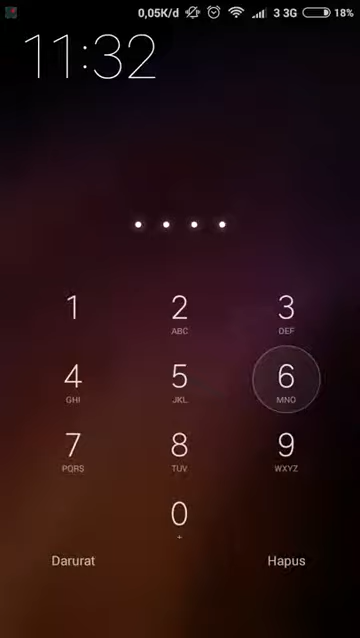 0,05K/d 3 3G 18%
11:32
1 2 3
ABC DEF
4 5 6
GHI JKL MNO
7 8 9
PQRS TUV WXYZ
0
+
Darurat Hapus